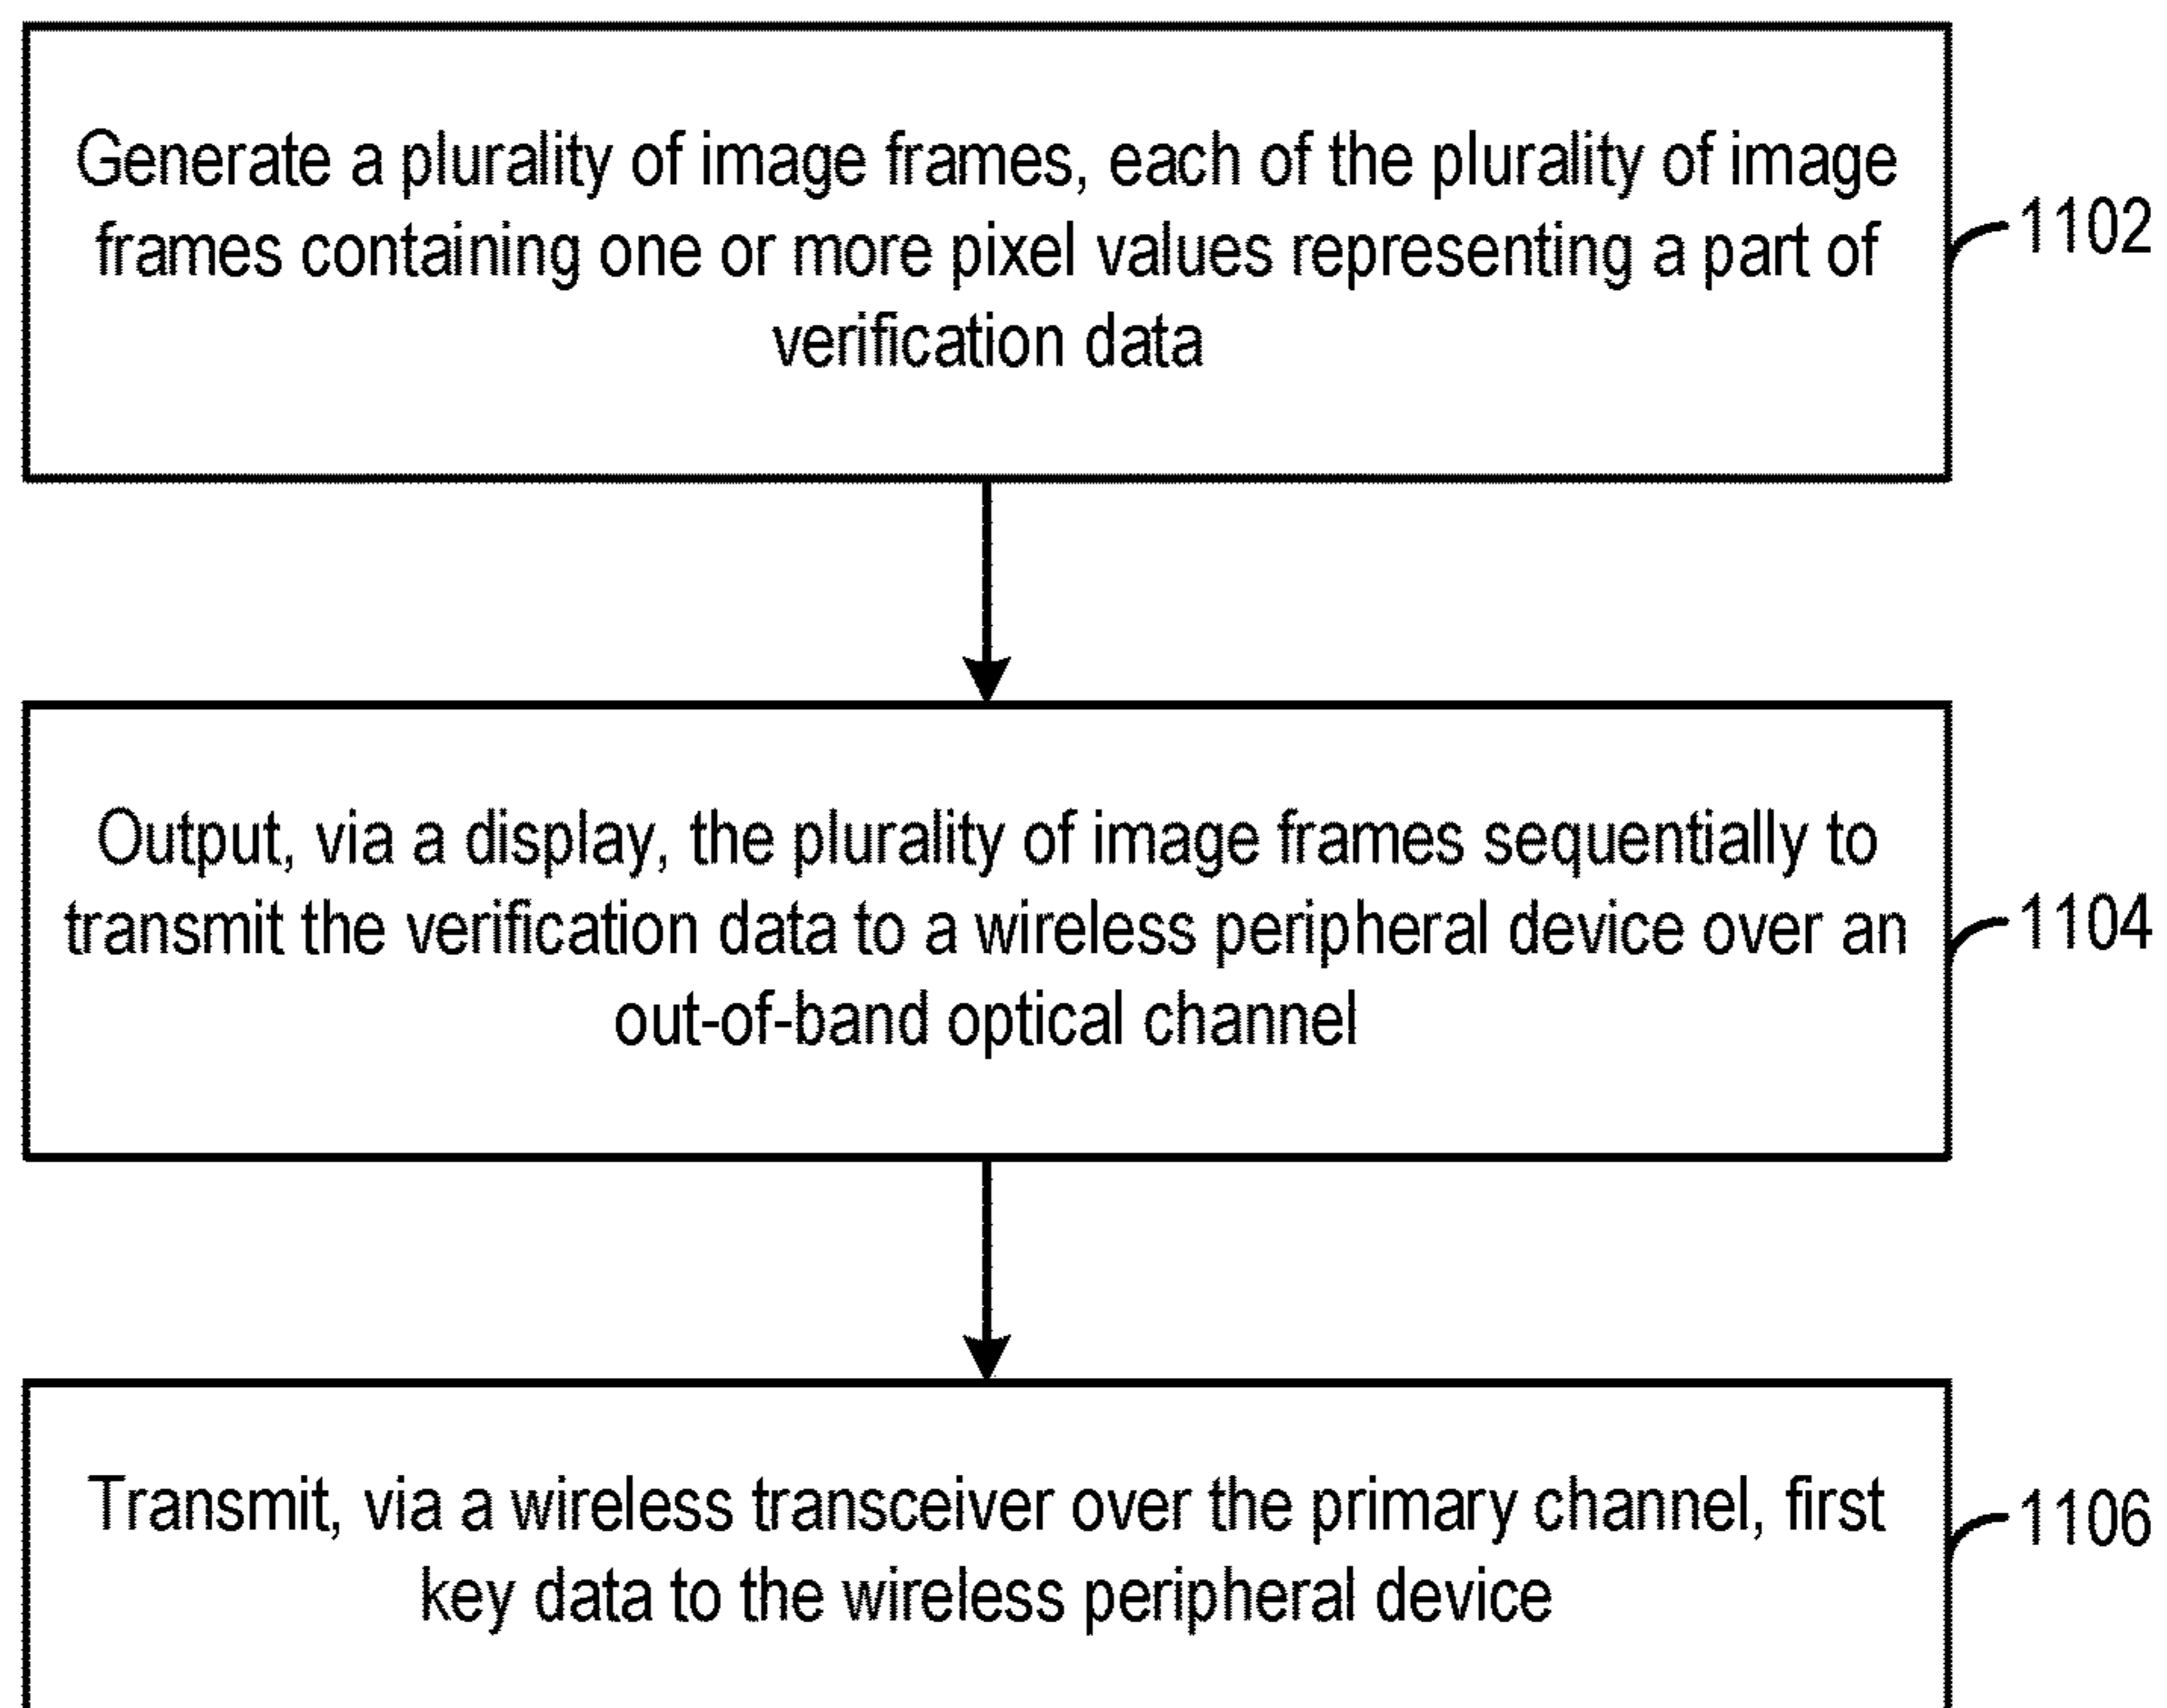 Generate a plurality of image frames, each of the plurality of image
frames containing one or more pixel values representing a part of
verification data
1102
Output, via a display, the plurality of image frames sequentially to
transmit the verification data to a wireless peripheral device over an
out-of-band optical channel
1104
Transmit, via a wireless transceiver over the primary channel, first
key data to the wireless peripheral device
1106